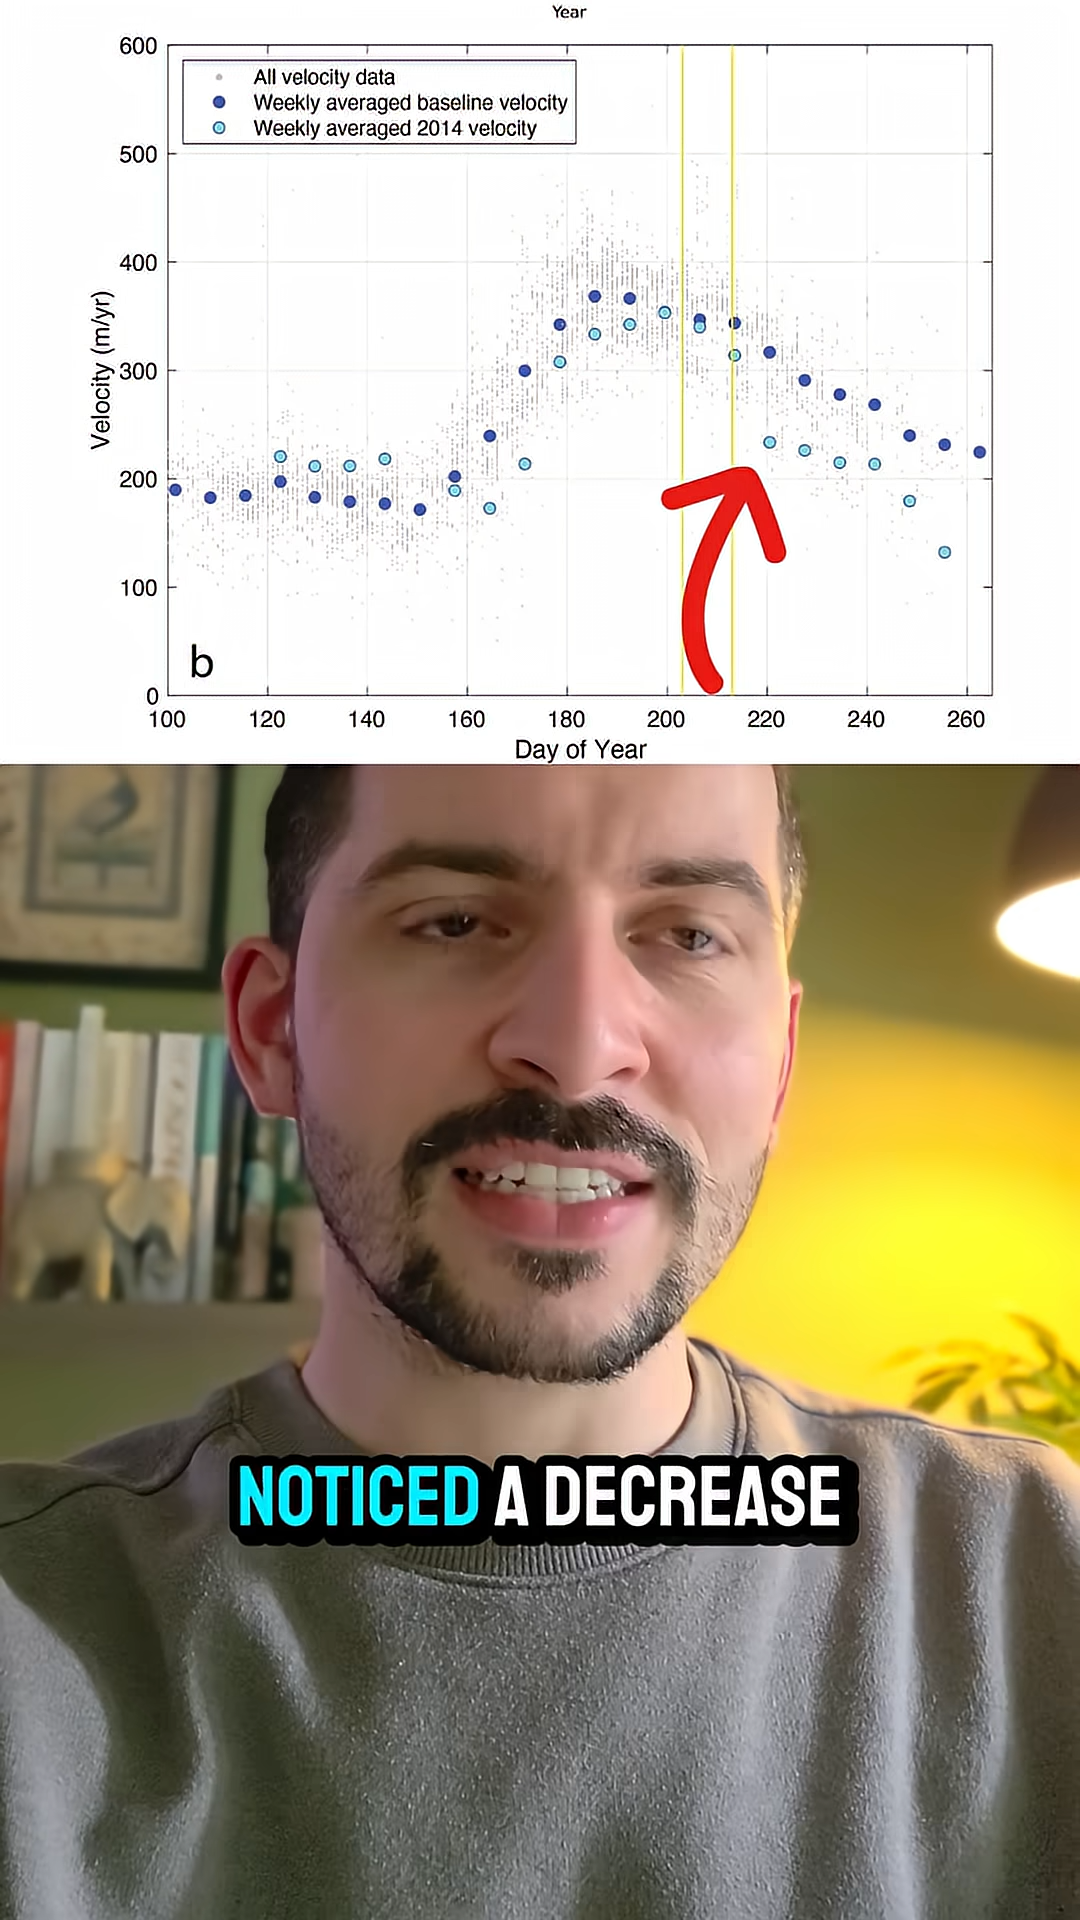 Year
600
All velocity data
Weekly averaged baseline velocity
Weekly averaged 2014 velocity
500
400
300
200
100
0
Velocity (m/yr)
b
100 120 140 160 180 200 220 240 260
Day of Year
NOTICED A DECREASE